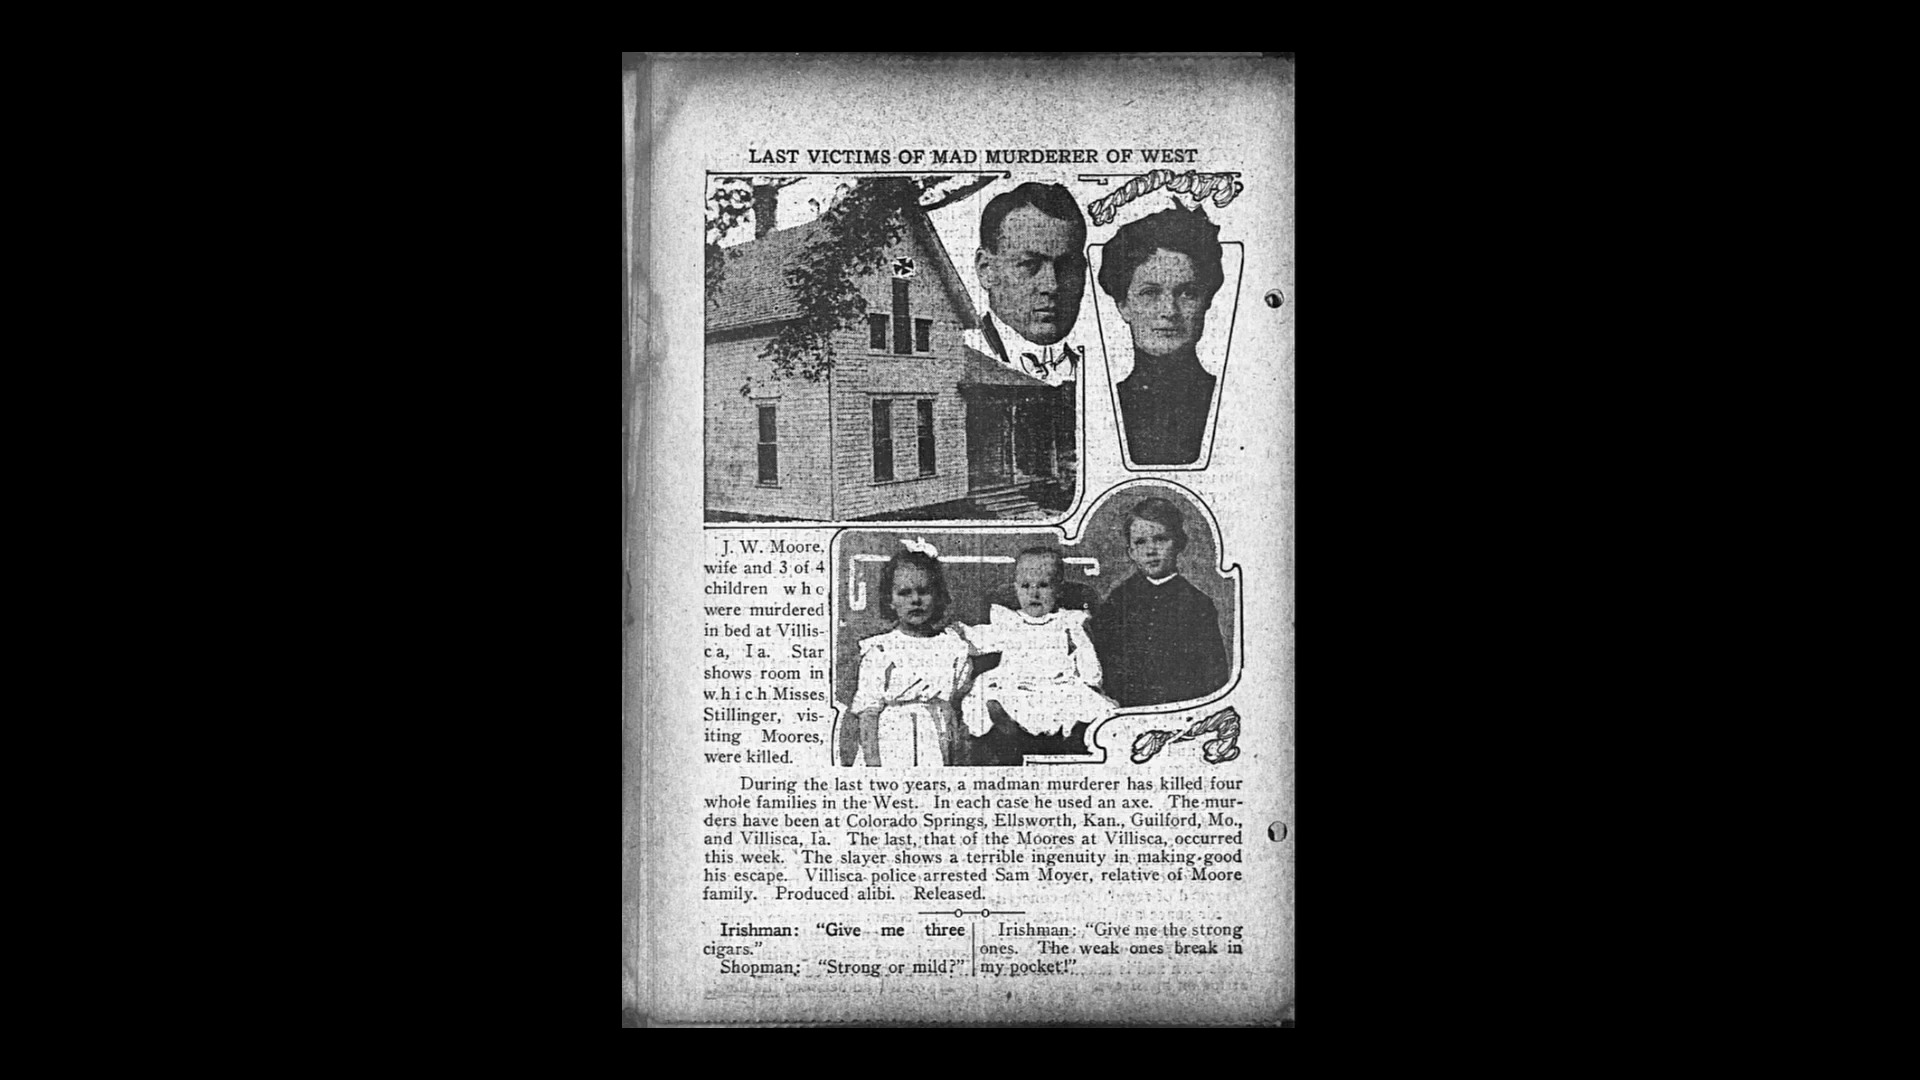 LAST VICTIMS OF MAD MURDERER OF WEST
J. W. Moore,
wife and 3 of 4
children who
were murdered
in bed at Villis-
ca, Ia. Star
shows room in
which Misses
Stillinger, vis-
iting Moores,
were killed.
During the last two years, a madman murderer has killed four
whole families in the West. In each case he used an axe. The mur-
ders have been at Colorado Springs, Ellsworth, Kan., Guilford, Mo.,
and Villisca, Ia. The last, that of the Moores at Villisca, occurred
this week. The slayer shows a terrible ingenuity in making good
his escape. Villisca police arrested Sam Moyer, relative of Moore
family. Produced alibi. Released.
Irishman: "Give me three
cigars."
Shopman: "Strong or mild?"
Irishman: "Give me the strong
ones. The weak ones break in
my pocket!"